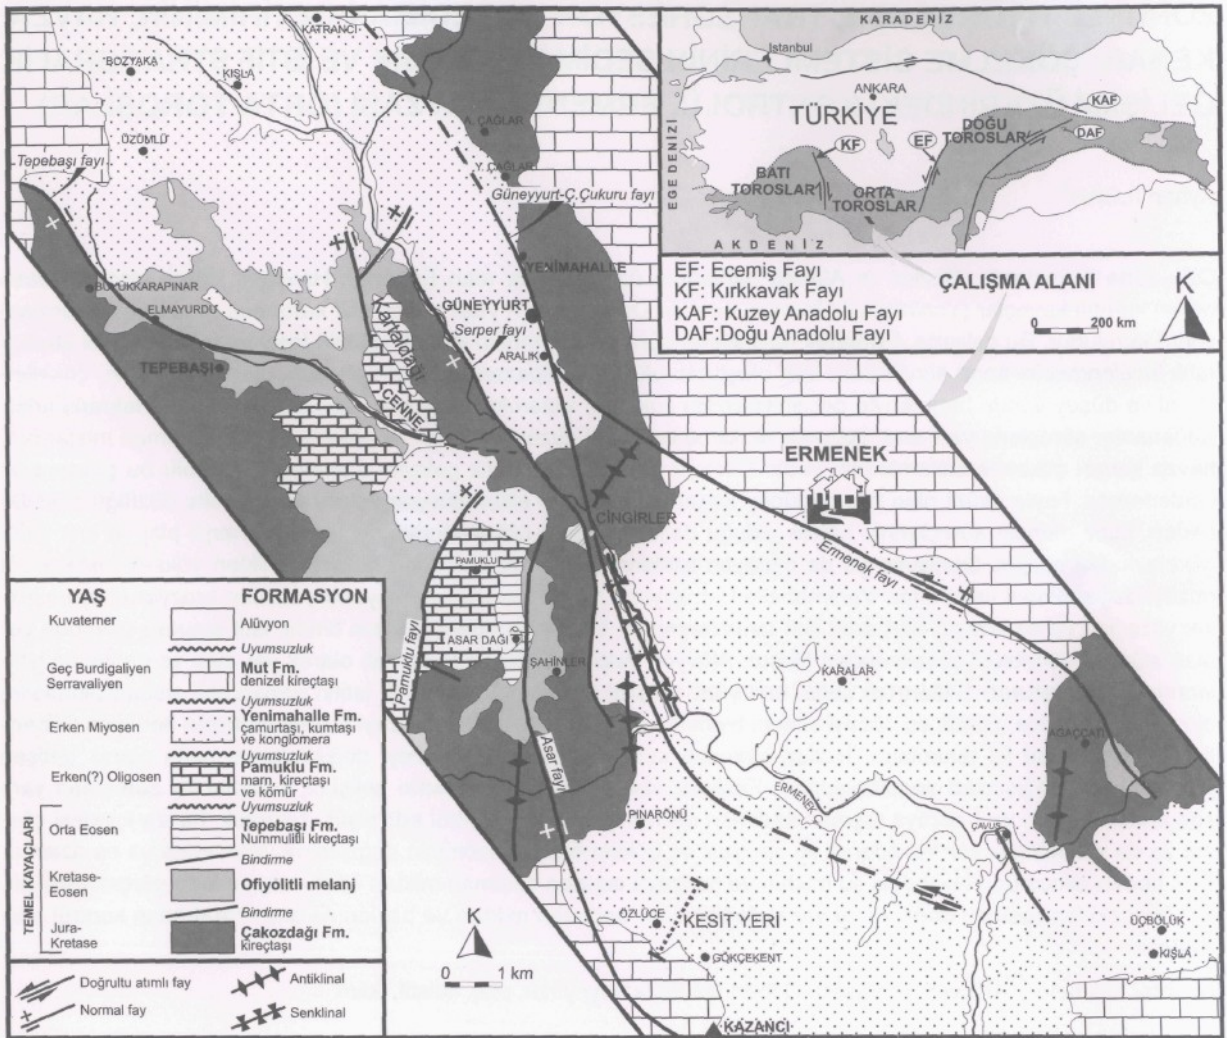 KATRANCI
BOZYAKA
KIŞLA
ÜZÜMLÜ
Tepebaşı fayı
A. ÇAĞLAR
Y. ÇAĞLAR
Güneyyurt-Ç.Çukuru fayı
YENİMAHALLE
BÜYÜKKARAPINAR
ELMAYURDU
GÜNEYYURT
Serper fayı
ARALIK
TEPEBAŞI
Kartaldağı
CENNE
KARADENİZ
Istanbul
ANKARA
KAF
TÜRKİYE
DOĞU
TOROSLAR
DAF
EGEDENİZİ
KF
EF
BATI
TOROSLAR
ORTA
TOROSLAR
AKDENİZ
EF: Ecemiş Fayı
KF: Kırkkavak Fayı
KAF: Kuzey Anadolu Fayı
DAF:Doğu Anadolu Fayı
ÇALIŞMA ALANI
K
0 200 km
ERMENEK
CİNGİRLER
Ermenek fayı
PAMUKLU
ASAR DAĞI
ŞAHİNLER
Pamuklu fayı
Asar fayı
KARALAR
AĞAÇÇATI
ERMENEK
PINARÖNÜ
ÇAVUŞ
ÖZLÜCE
KESİT YERİ
GÖKÇEKENT
ÜÇBÖLÜK
KIŞLA
KAZANCI
K
0 1 km
YAŞ
FORMASYON
Kuvaterner
Alüvyon
Uyumsuzluk
Geç Burdigaliyen
Serravaliyen
Mut Fm.
denizel kireçtaşı
Uyumsuzluk
Erken Miyosen
Yenimahalle Fm.
çamurtaşı, kumtaşı
ve konglomera
Uyumsuzluk
Erken(?) Oligosen
Pamuklu Fm.
marn, kireçtaşı
ve kömür
Uyumsuzluk
TEMEL KAYAÇLARI
Orta Eosen
Tepebaşı Fm.
Nummulitli kireçtaşı
Bindirme
Kretase-
Eosen
Ofiyolitli melanj
Bindirme
Jura-
Kretase
Çakozdağı Fm.
kireçtaşı
Doğrultu atımlı fay
Normal fay
Antiklinal
Senklinal